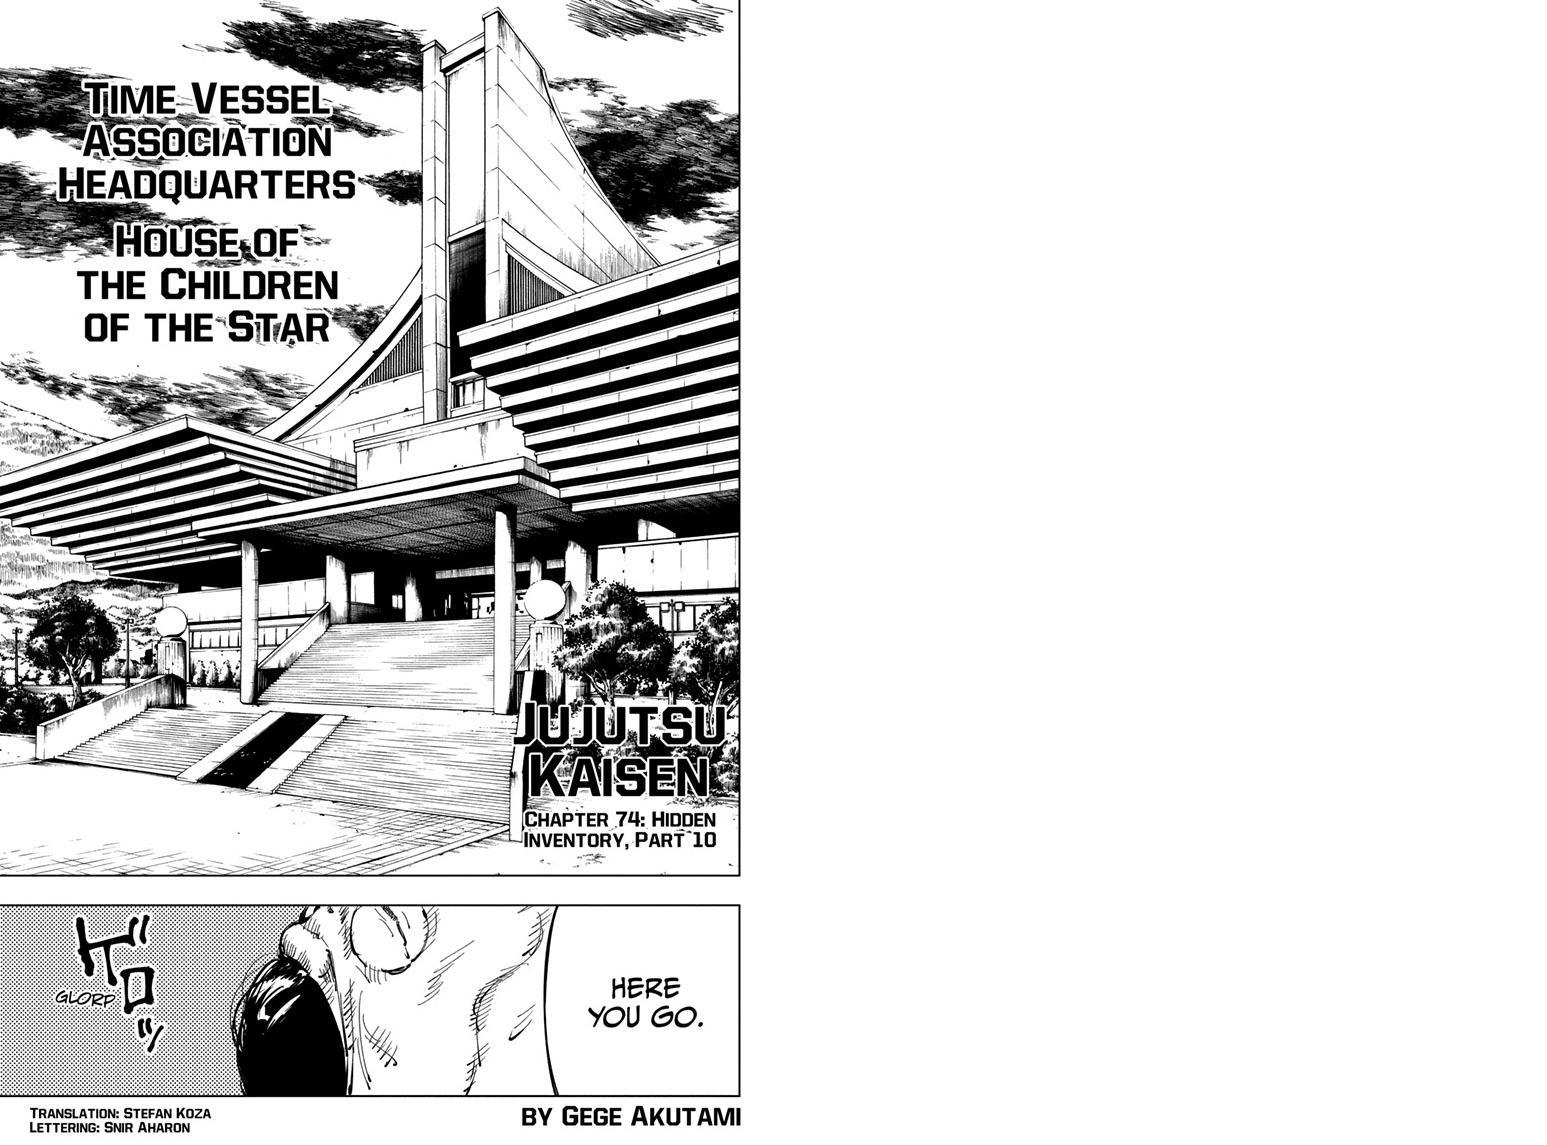 TIME VESSEL
ASSOCIATION
HEADQUARTERS
HOUSE OF
THE CHILDREN
OF THE STAR
JUJUTSU
KAISEN
CHAPTER 74: HIDDEN
INVENTORY, PART 10
HERE
YOU GO.
ゲロッ
GLORP
TRANSLATION: STEFAN KOZA
LETTERING: SNIR AHARON
BY GEGE AKUTAMI